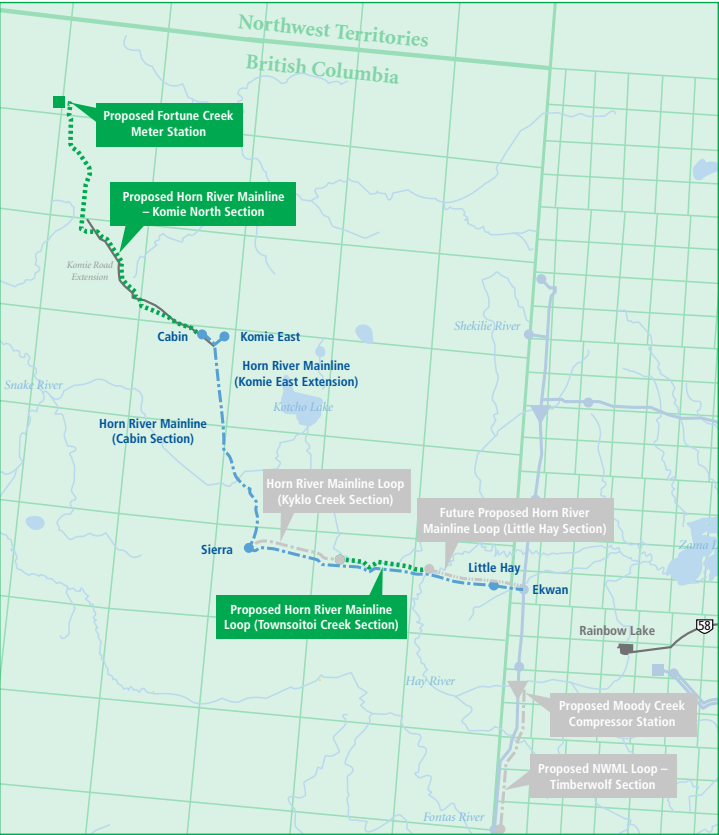 Northwest Territories
British Columbia
Proposed Fortune Creek
Meter Station
Proposed Horn River Mainline
– Komie North Section
Komie Road
Extension
Cabin
Komie East
Shekilie River
Horn River Mainline
(Komie East Extension)
Snake River
Kotcho Lake
Horn River Mainline
(Cabin Section)
Horn River Mainline Loop
(Kyklo Creek Section)
Future Proposed Horn River
Mainline Loop (Little Hay Section)
Sierra
Zama
Little Hay
Ekwan
Proposed Horn River Mainline
Loop (Townsoitoi Creek Section)
58
Rainbow Lake
Hay River
Proposed Moody Creek
Compressor Station
Proposed NWML Loop –
Timberwolf Section
Fontas River